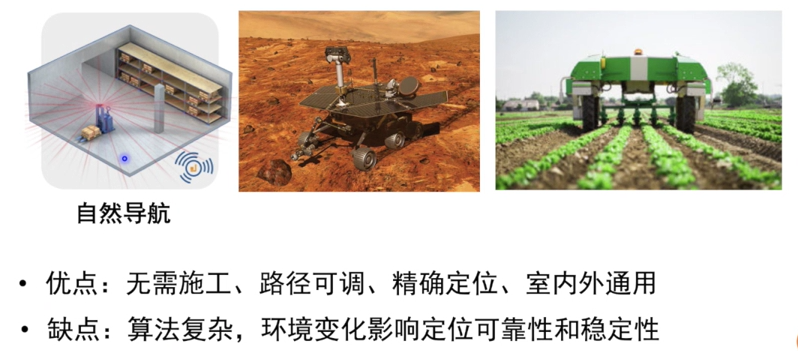 自然导航
• 优点：无需施工、路径可调、精确定位、室内外通用
• 缺点：算法复杂，环境变化影响定位可靠性和稳定性